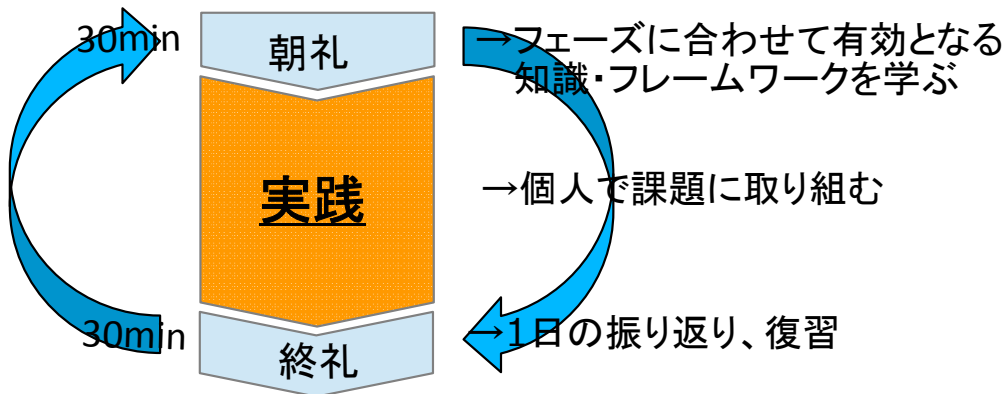 30min
朝礼
→フェーズに合わせて有効となる
知識・フレームワークを学ぶ
実践
→個人で課題に取り組む
30min
終礼
→1日の振り返り、復習